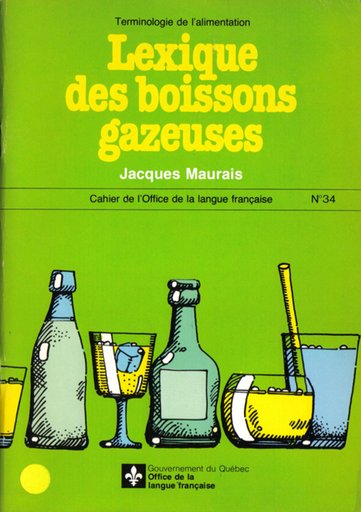 Terminologie de l'alimentation
Lexique
des boissons
gazeuses
Jacques Maurais
Cahier de l'Office de la langue française N°34
Gouvernement du Québec
Office de la
langue française